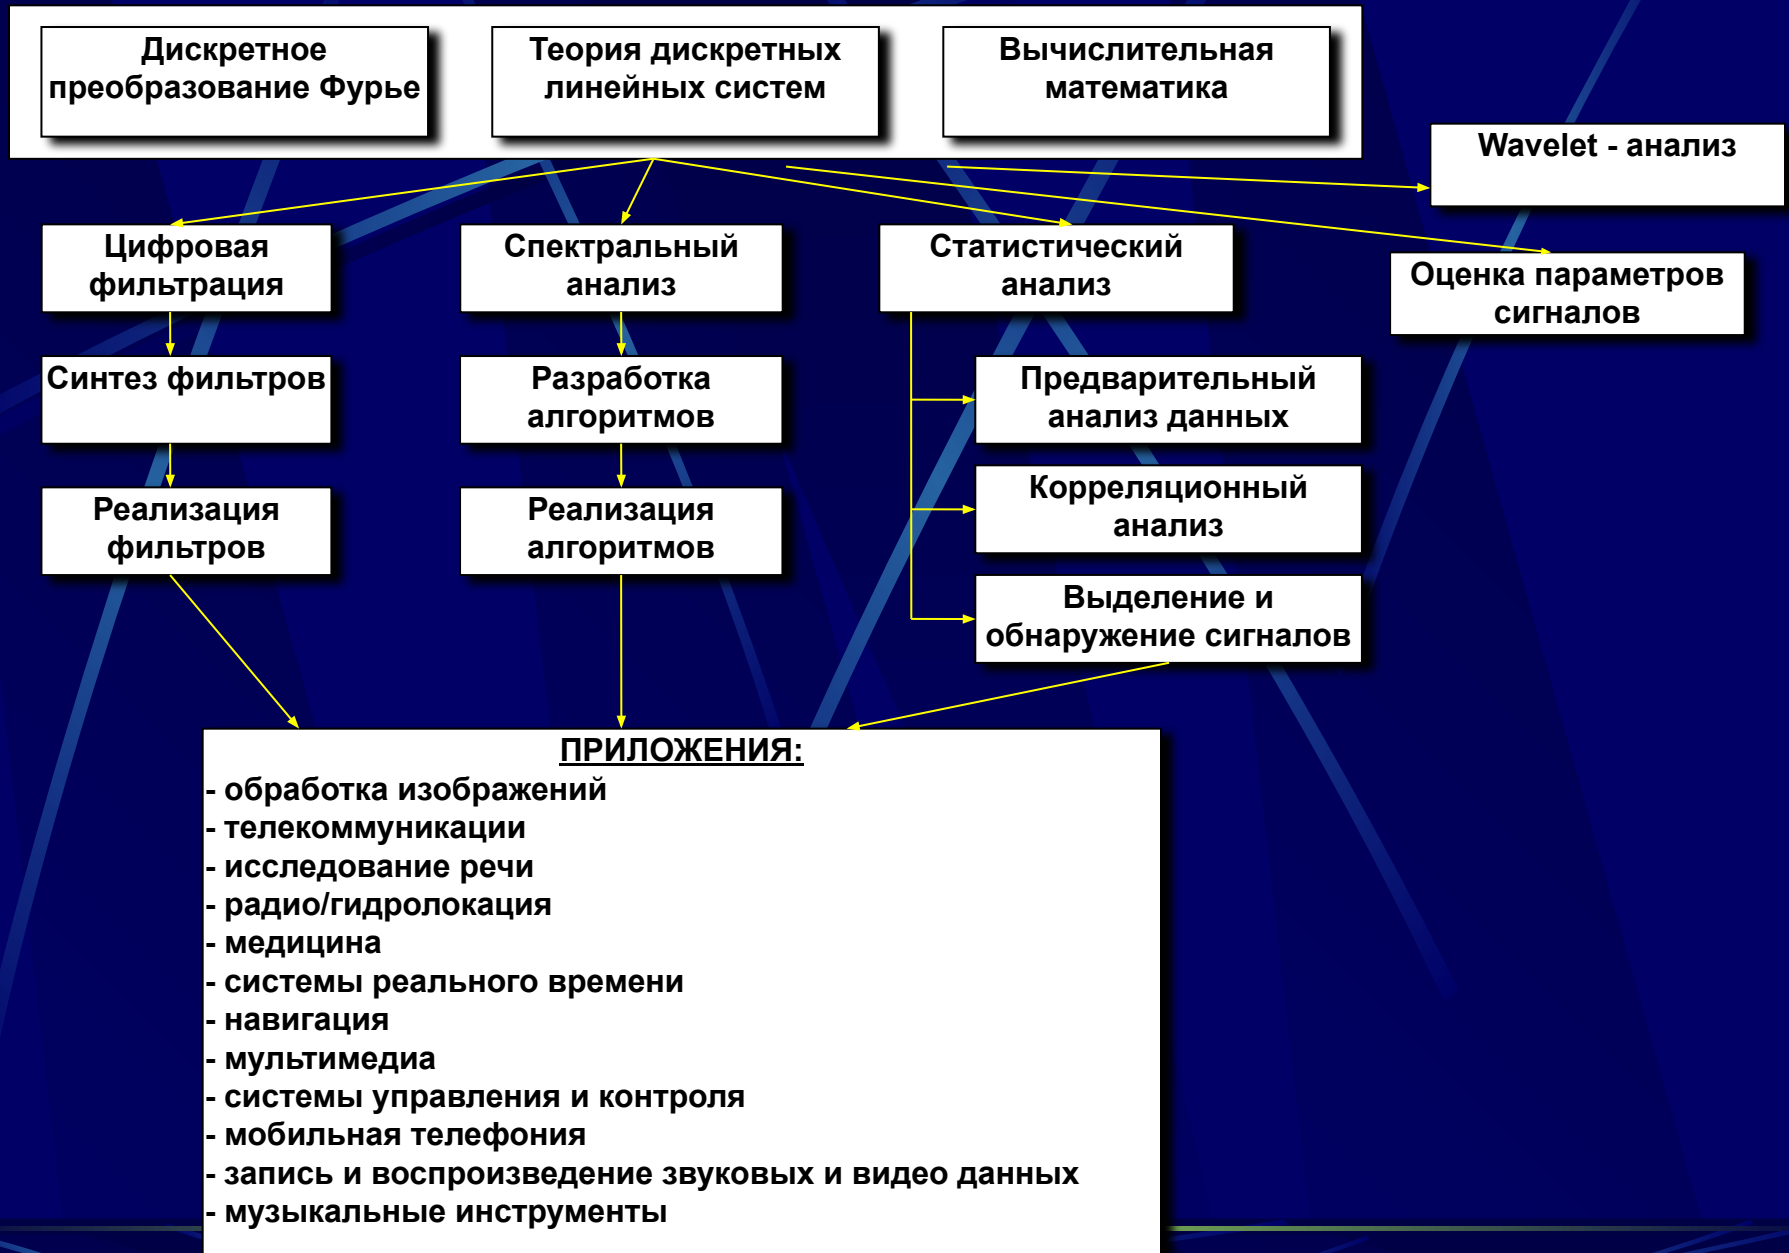 Дискретное
преобразование Фурье
Теория дискретных
линейных систем
Вычислительная
математика
Wavelet - анализ
Цифровая
фильтрация
Спектральный
анализ
Статистический
анализ
Оценка параметров
сигналов
Синтез фильтров
Разработка
алгоритмов
Предварительный
анализ данных
Реализация
фильтров
Реализация
алгоритмов
Корреляционный
анализ
Выделение и
обнаружение сигналов
ПРИЛОЖЕНИЯ:
- обработка изображений
- телекоммуникации
- исследование речи
- радио/гидролокация
- медицина
- системы реального времени
- навигация
- мультимедиа
- системы управления и контроля
- мобильная телефония
- запись и воспроизведение звуковых и видео данных
- музыкальные инструменты